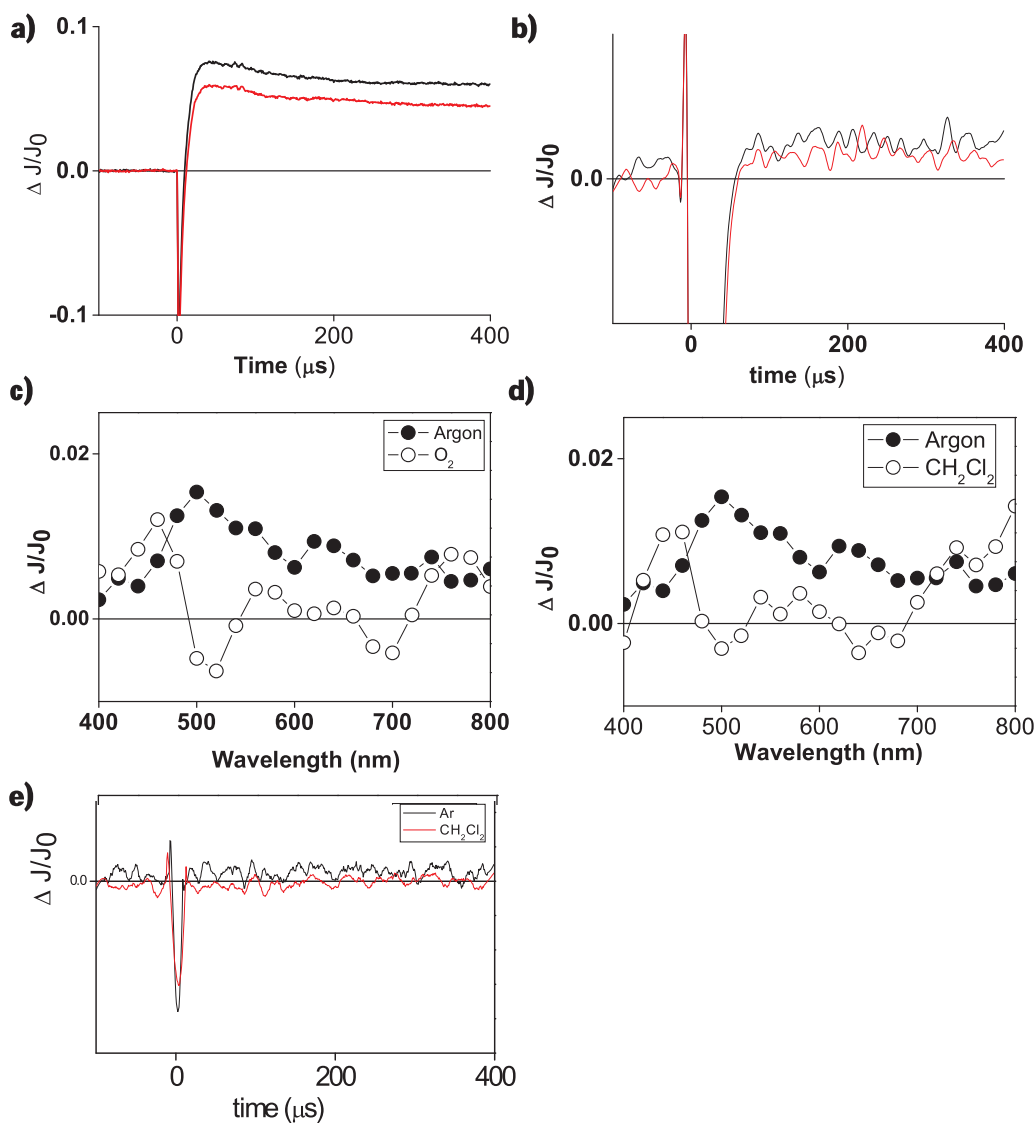 a)
0.1
0.0
-0.1
Δ J/J0
0
200
400
Time (μs)
b)
0.0
Δ J/J0
0
200
400
time (μs)
c)
Argon
O2
0.02
0.00
Δ J/J0
400
500
600
700
800
Wavelength (nm)
d)
Argon
CH2Cl2
0.02
0.00
Δ J/J0
400
500
600
700
800
Wavelength (nm)
e)
Ar
CH2Cl2
0.0
Δ J/J0
0
200
400
time (μs)